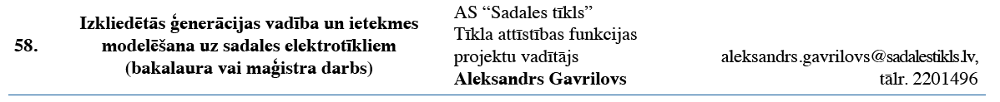 58.
Izkliedētās ģenerācijas vadība un ietekmes
modelēšana uz sadales elektrotīkliem
(bakalaura vai maģistra darbs)
AS “Sadales tīkls”
Tīkla attīstības funkcijas
projektu vadītājs
Aleksandrs Gavrilovs
aleksandrs.gavrilovs@sadalestikls.lv,
tālr. 2201496